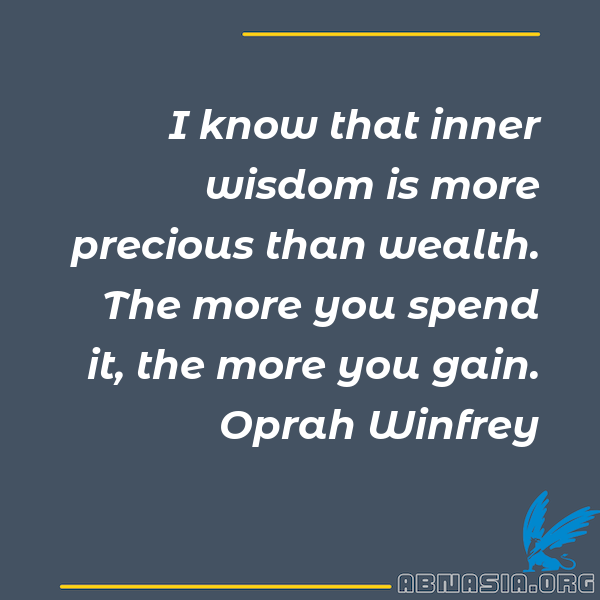 I know that inner
wisdom is more
precious than wealth.
The more you spend
it, the more you gain.
Oprah Winfrey
ABNASIA.ORG